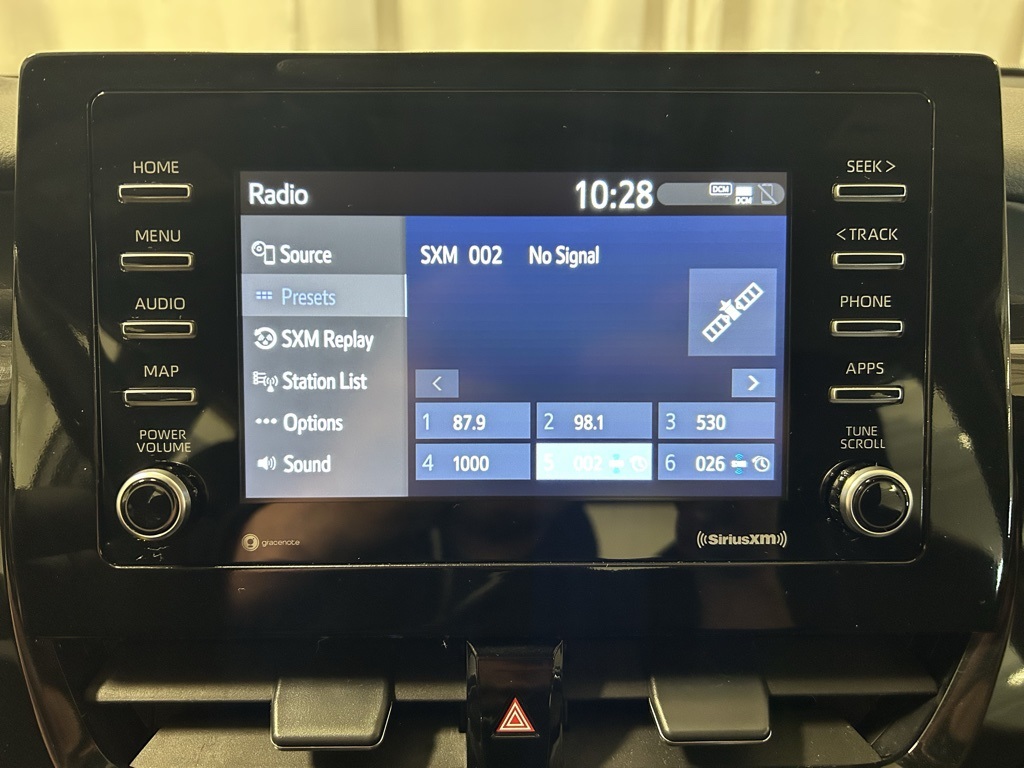 HOME
MENU
AUDIO
MAP
POWER
VOLUME
Radio
10:28
DCM
DCM
Source
Presets
SXM Replay
Station List
Options
Sound
SXM 002 No Signal
<
>
1 87.9
2 98.1
3 530
4 1000
5 002
6 026
gracenote
((SiriusXM))
SEEK >
< TRACK
PHONE
APPS
TUNE
SCROLL